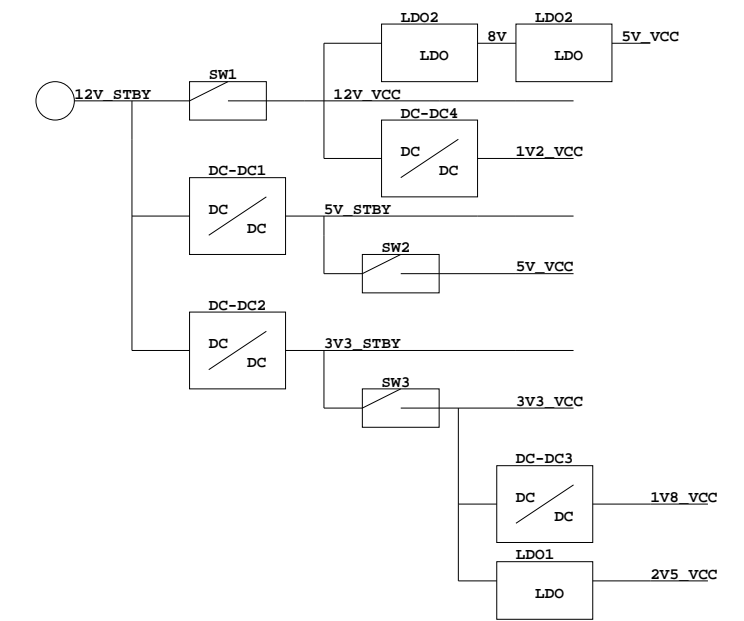 LDO2 LDO2
8V 5V_VCC
LDO LDO
SW1
12V_STBY 12V_VCC
DC-DC4
DC 1V2_VCC
DC
DC-DC1
DC 5V_STBY
DC
SW2
5V_VCC
DC-DC2
DC 3V3_STBY
DC
SW3
3V3_VCC
DC-DC3
DC 1V8_VCC
DC
LDO1
2V5_VCC
LDO